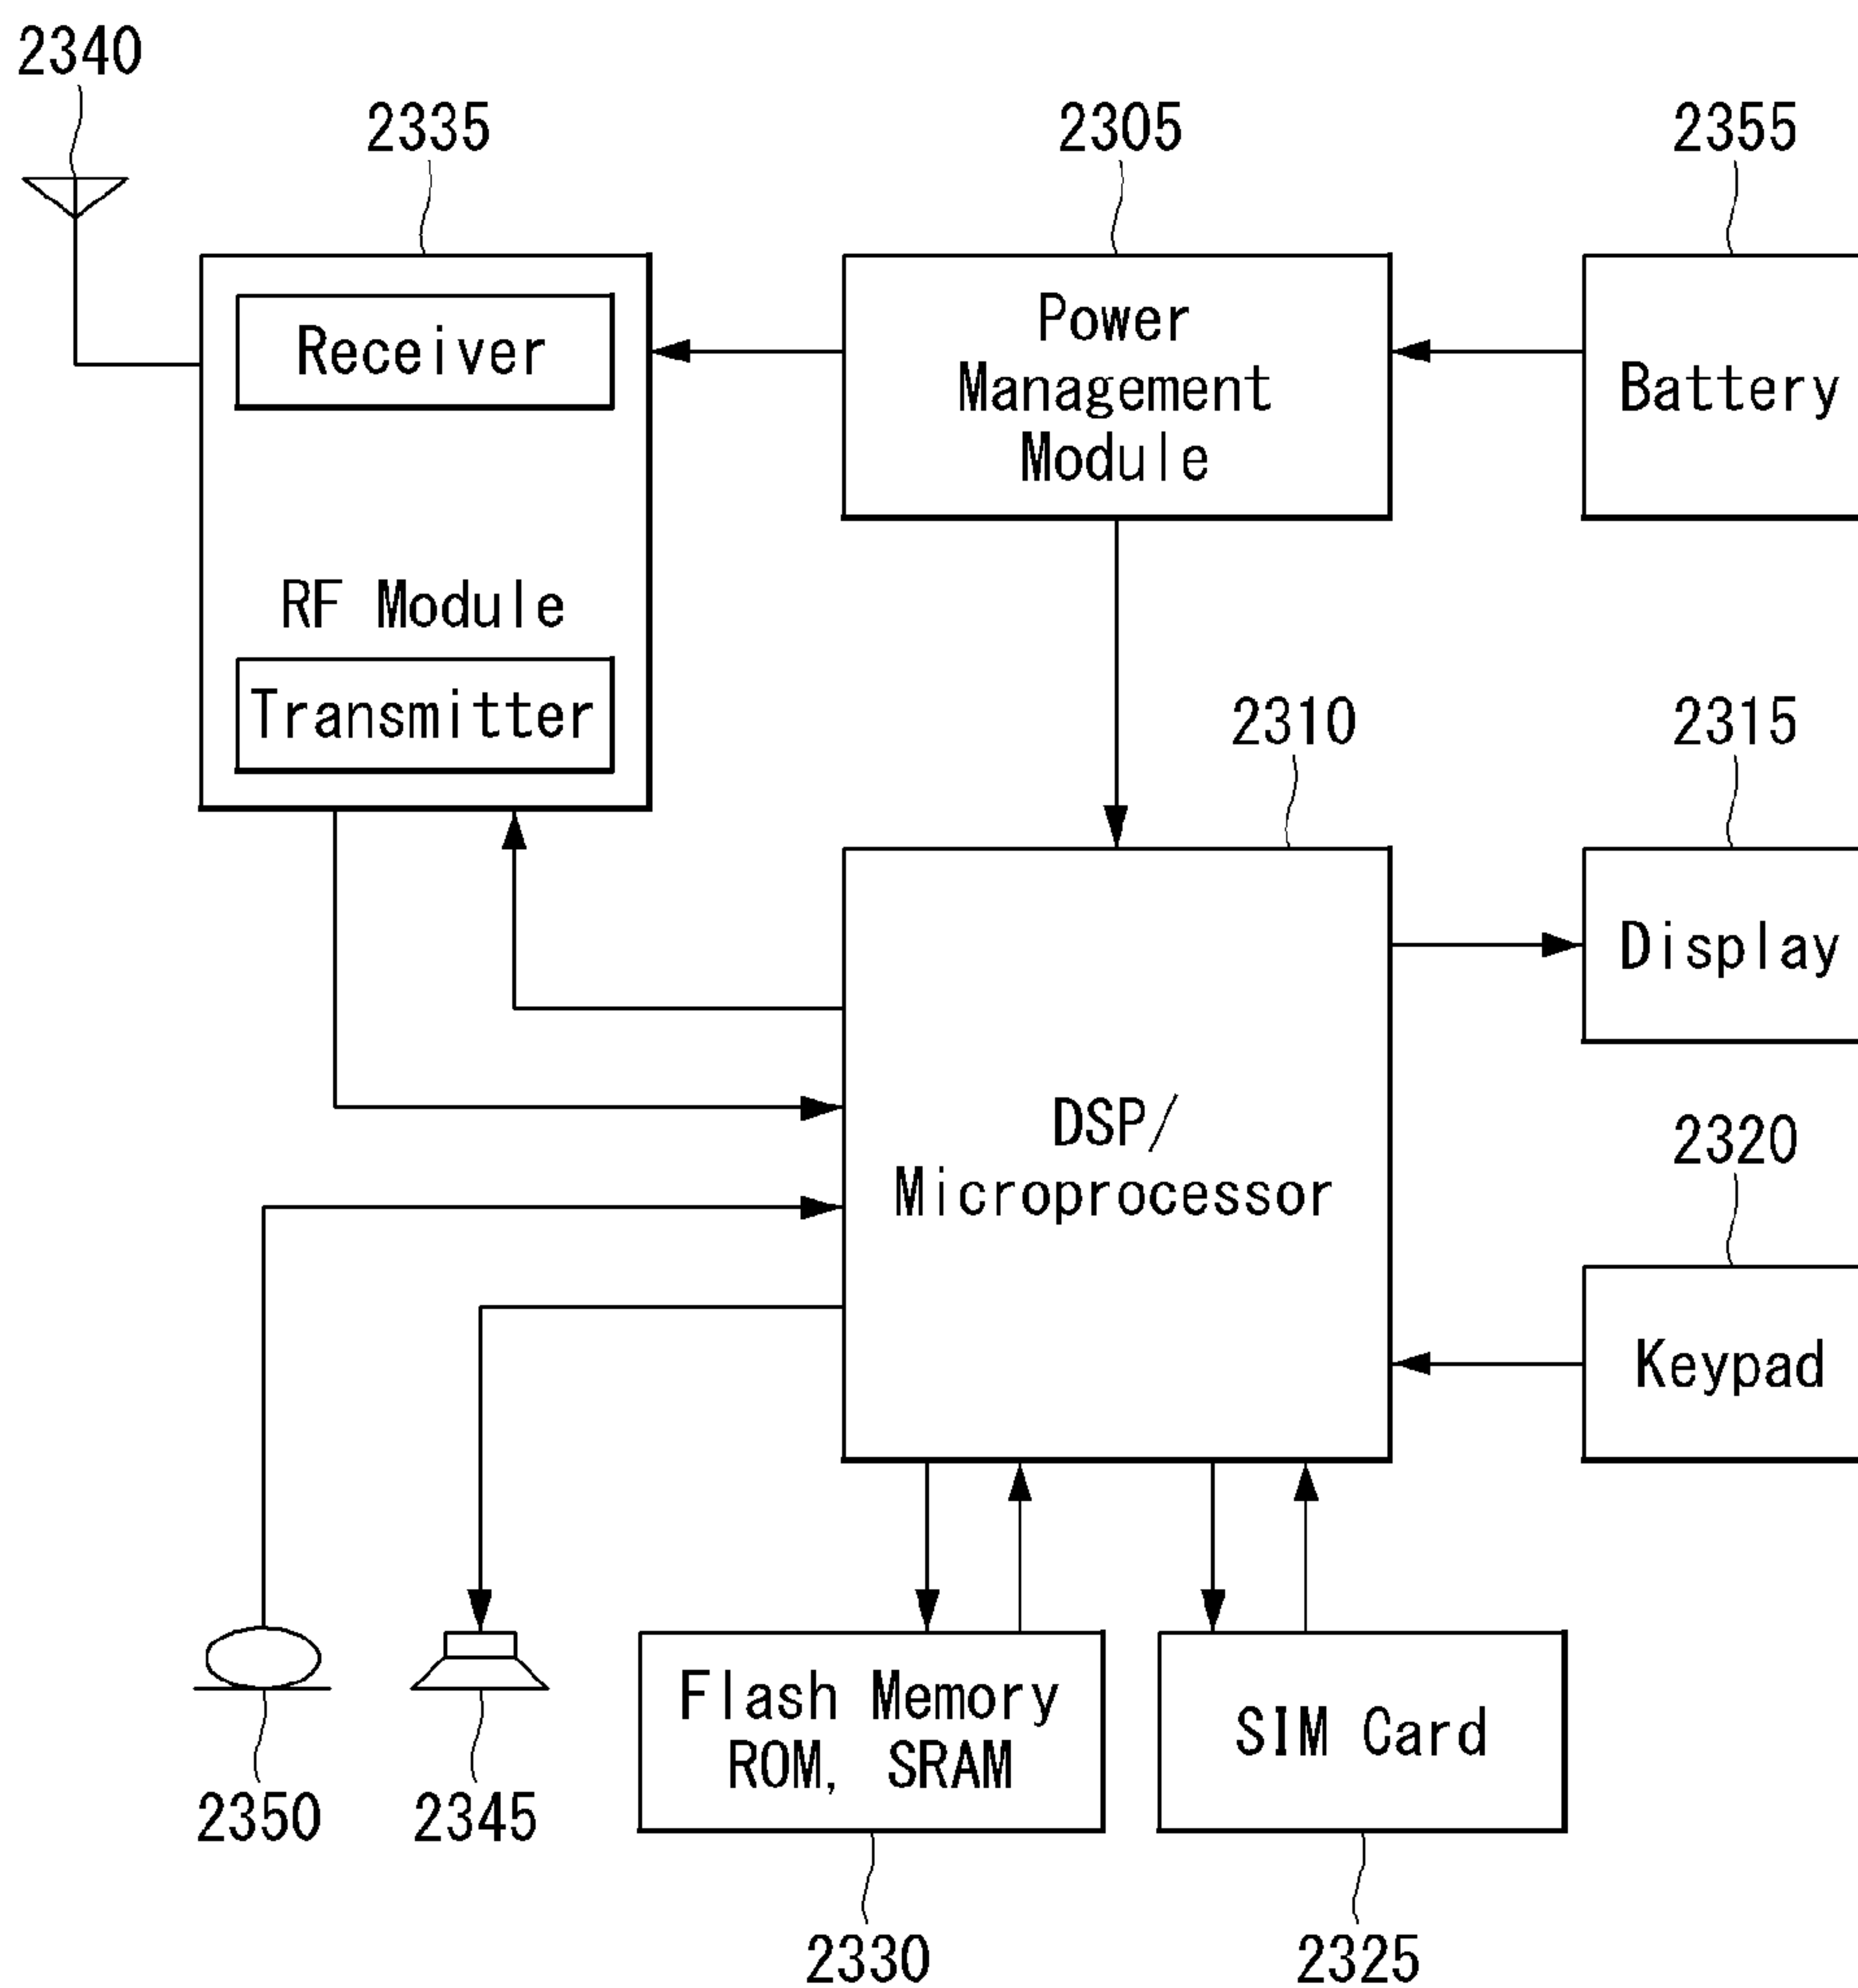 2340
2335
2305
2355
Receiver
Power
Management
Module
Battery
RF Module
Transmitter
2310
2315
Display
DSP/
Microprocessor
2320
Keypad
Flash Memory
ROM, SRAM
SIM Card
2350
2345
2330
2325